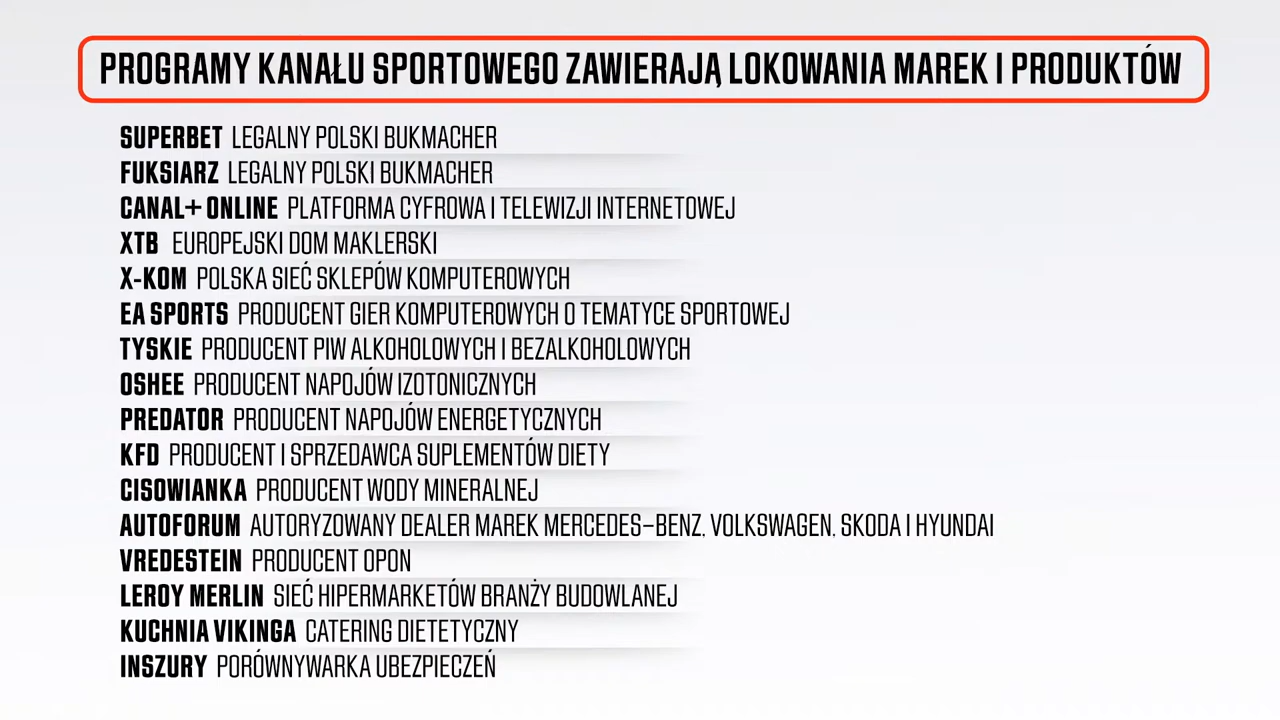 PROGRAMY KANAŁU SPORTOWEGO ZAWIERAJĄ LOKOWANIA MAREK I PRODUKTÓW
SUPERBET LEGALNY POLSKI BUKMACHER
FUKSIARZ LEGALNY POLSKI BUKMACHER
CANAL+ ONLINE PLATFORMA CYFROWA I TELEWIZJI INTERNETOWEJ
XTB EUROPEJSKI DOM MAKLERSKI
X-KOM POLSKA SIEĆ SKLEPÓW KOMPUTEROWYCH
EA SPORTS PRODUCENT GIER KOMPUTEROWYCH O TEMATYCE SPORTOWEJ
TYSKIE PRODUCENT PIW ALKOHOLOWYCH I BEZALKOHOLOWYCH
OSHEE PRODUCENT NAPOJÓW IZOTONICZNYCH
PREDATOR PRODUCENT NAPOJÓW ENERGETYCZNYCH
KFD PRODUCENT I SPRZEDAWCA SUPLEMENTÓW DIETY
CISOWIANKA PRODUCENT WODY MINERALNEJ
AUTOFORUM AUTORYZOWANY DEALER MAREK MERCEDES-BENZ, VOLKSWAGEN, SKODA I HYUNDAI
VREDESTEIN PRODUCENT OPON
LEROY MERLIN SIEĆ HIPERMARKETÓW BRANŻY BUDOWLANEJ
KUCHNIA VIKINGA CATERING DIETETYCZNY
INSZURY PORÓWNYWARKA UBEZPIECZEŃ